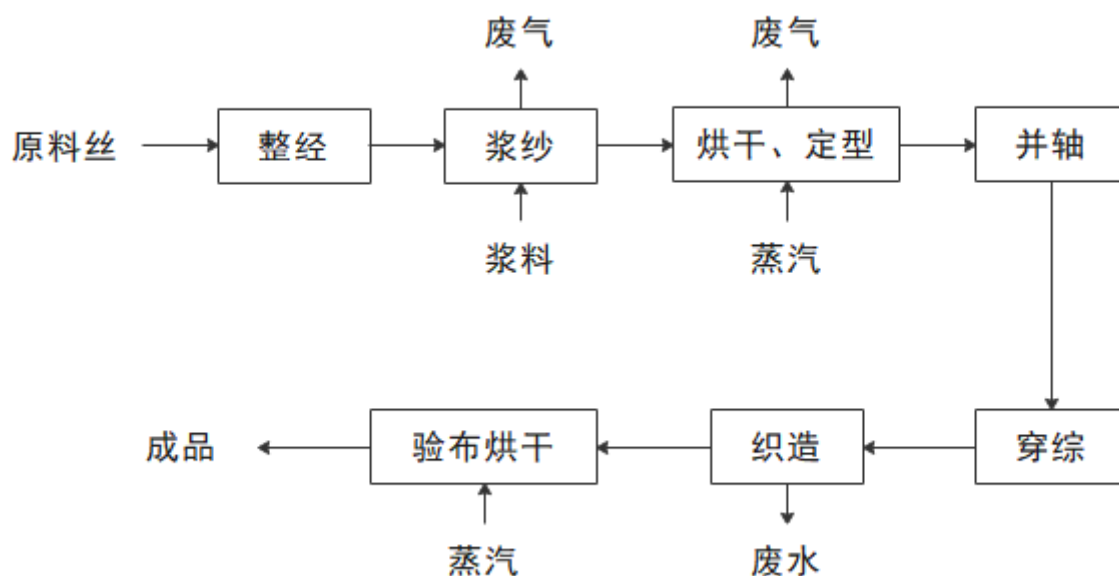 废气 废气
原料丝 整经 浆纱 烘干、定型 并轴
浆料 蒸汽
成品 验布烘干 织造 穿综
蒸汽 废水